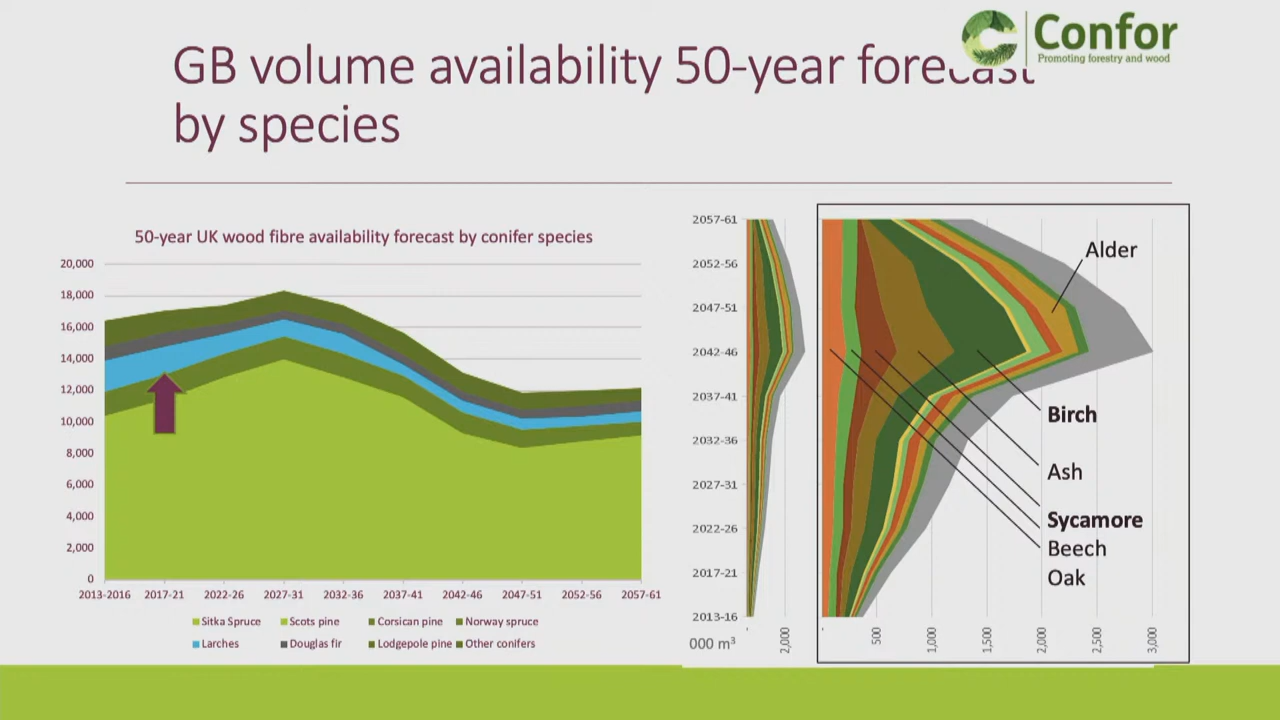 GB volume availability 50-year forecast
by species
Confor
Promoting forestry and wood
50-year UK wood fibre availability forecast by conifer species
20,000
18,000
16,000
14,000
12,000
10,000
8,000
6,000
4,000
2,000
0
2013-2016 2017-21 2022-26 2027-31 2032-36 2037-41 2042-46 2047-51 2052-56 2057-61
Sitka Spruce Scots pine Corsican pine Norway spruce
Larches Douglas fir Lodgepole pine Other conifers
2057-61
2052-56
2047-51
2042-46
2037-41
2032-36
2027-31
2022-26
2017-21
2013-16
000 m³
- 2,000
- 500 1,000 1,500 2,000 2,500 3,000
Alder
Birch
Ash
Sycamore
Beech
Oak